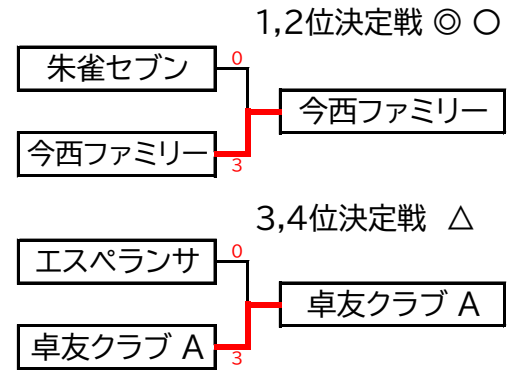 1,2位決定戦 ◎ 〇
朱雀セブン
0
今西ファミリー
今西ファミリー
3
3,4位決定戦 △
エスペランサ
0
卓友クラブ A
卓友クラブ A
3